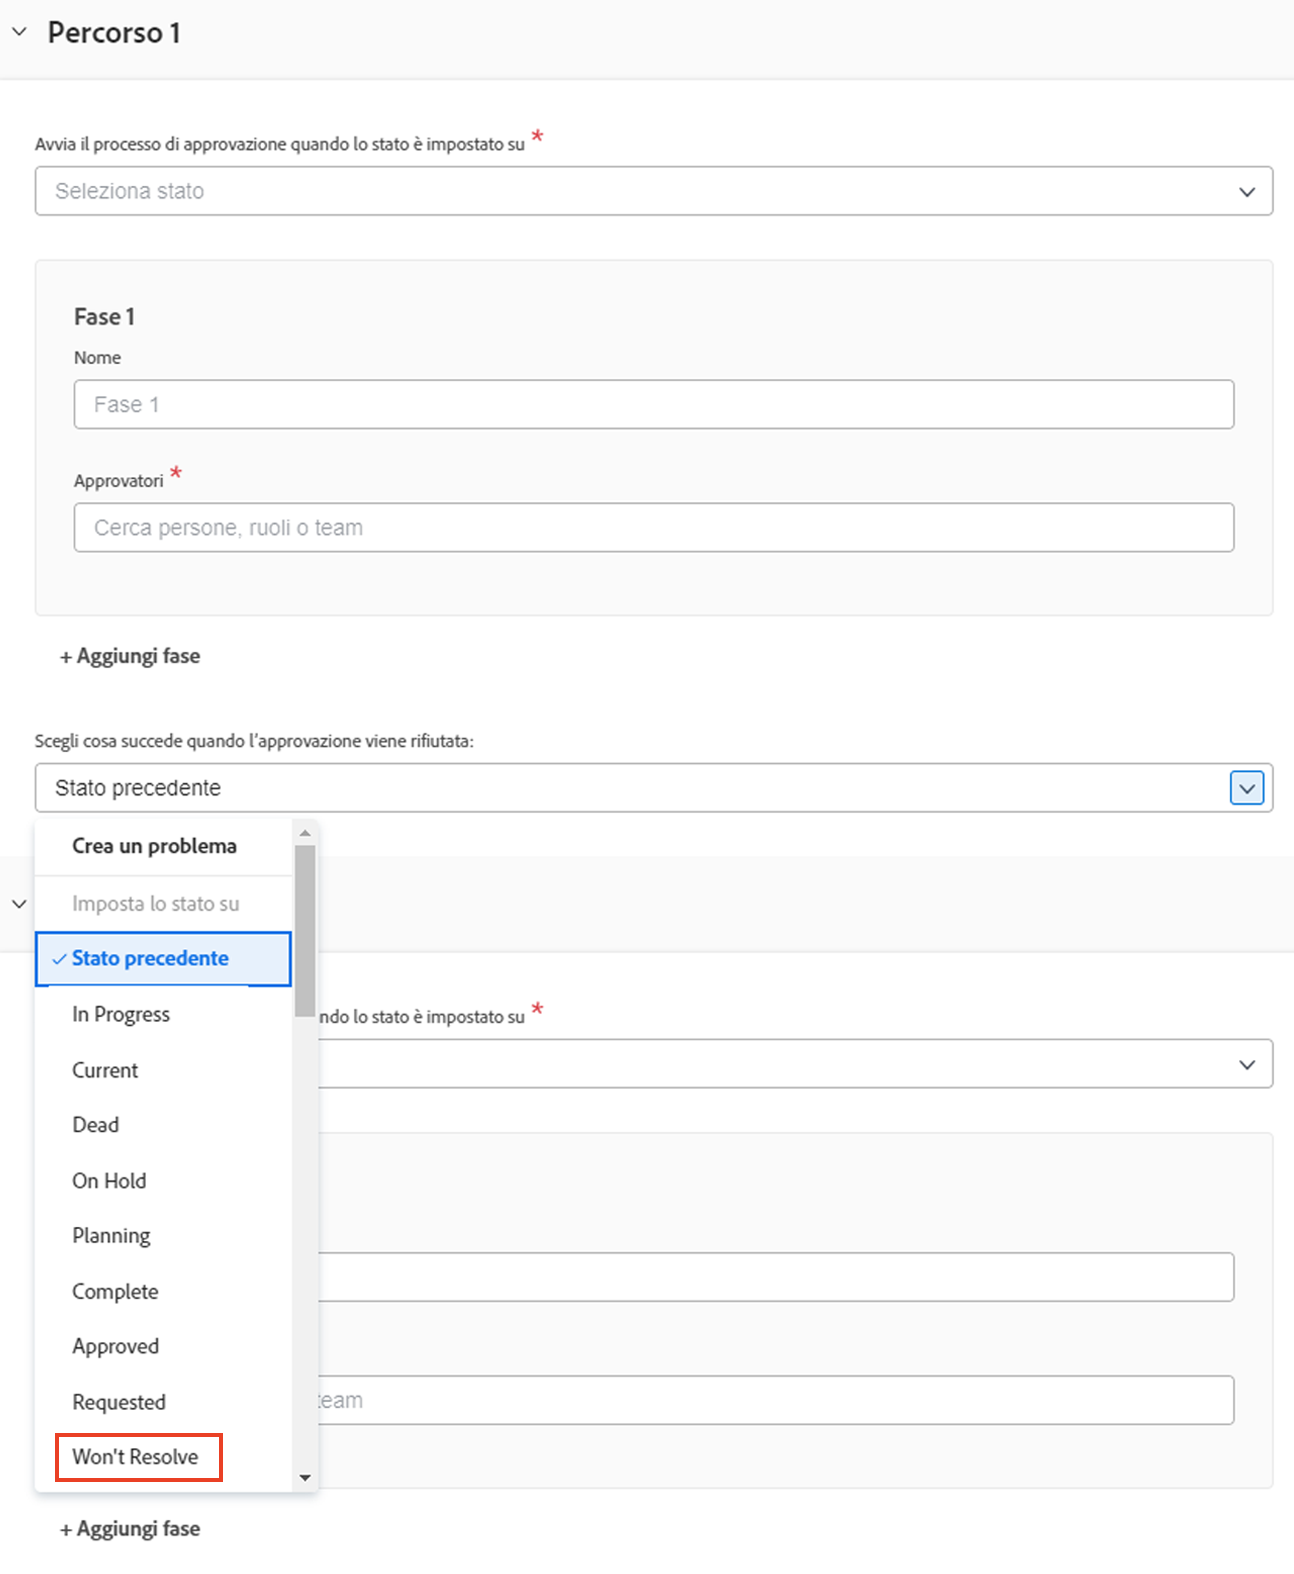 Percorso 1
Avvia il processo di approvazione quando lo stato è impostato su *
Seleziona stato
Fase 1
Nome
Fase 1
Approvatori *
Cerca persone, ruoli o team
+ Aggiungi fase
Scegli cosa succede quando l'approvazione viene rifiutata:
Stato precedente
Crea un problema
Imposta lo stato su
Stato precedente
In Progress
ndo lo stato è impostato su *
Current
Dead
On Hold
Planning
Complete
Approved
Requested
team
Won't Resolve
+ Aggiungi fase